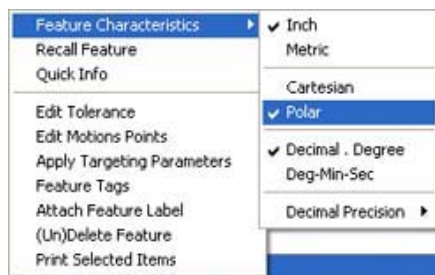 Feature Characteristics
Recall Feature
Quick Info
Edit Tolerance
Edit Motions Points
Apply Targeting Parameters
Feature Tags
Attach Feature Label
(Un)Delete Feature
Print Selected Items
Inch
Metric
Cartesian
Polar
Decimal . Degree
Deg-Min-Sec
Decimal Precision